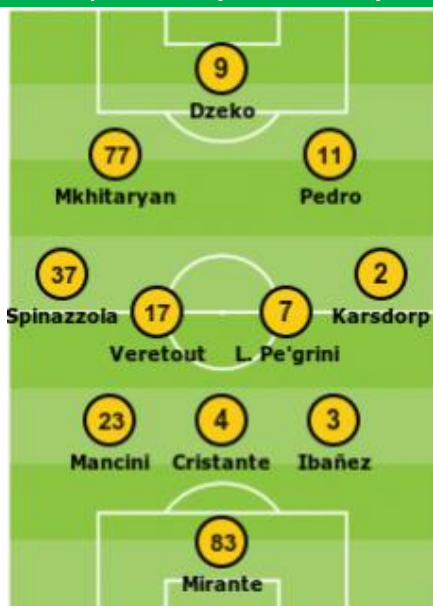 9
Dzeko
77
11
Mkhitaryan
Pedro
37
2
Spinazzola
17
7
Karsdorp
Veretout
L. Pe'grini
23
4
3
Mancini
Cristante
Ibañez
83
Mirante